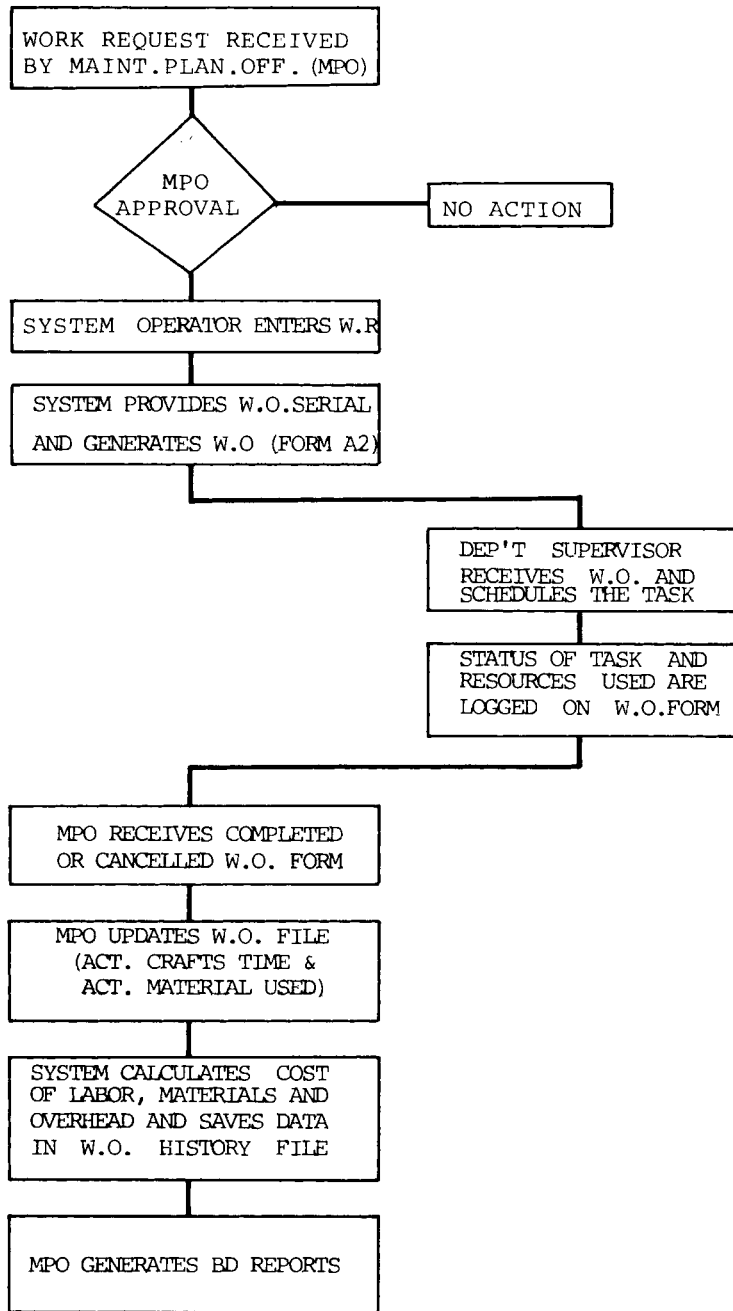 WORK REQUEST RECEIVED
BY MAINT.PLAN.OFF.(MPO)
MPO
APPROVAL
NO ACTION
SYSTEM OPERATOR ENTERS W.R
SYSTEM PROVIDES W.O.SERIAL
AND GENERATES W.O (FORM A2)
DEP'T SUPERVISOR
RECEIVES W.O. AND
SCHEDULES THE TASK
STATUS OF TASK AND
RESOURCES USED ARE
LOGGED ON W.O.FORM
MPO RECEIVES COMPLETED
OR CANCELLED W.O. FORM
MPO UPDATES W.O. FILE
(ACT. CRAFTS TIME &
ACT. MATERIAL USED)
SYSTEM CALCULATES COST
OF LABOR, MATERIALS AND
OVERHEAD AND SAVES DATA
IN W.O. HISTORY FILE
MPO GENERATES BD REPORTS